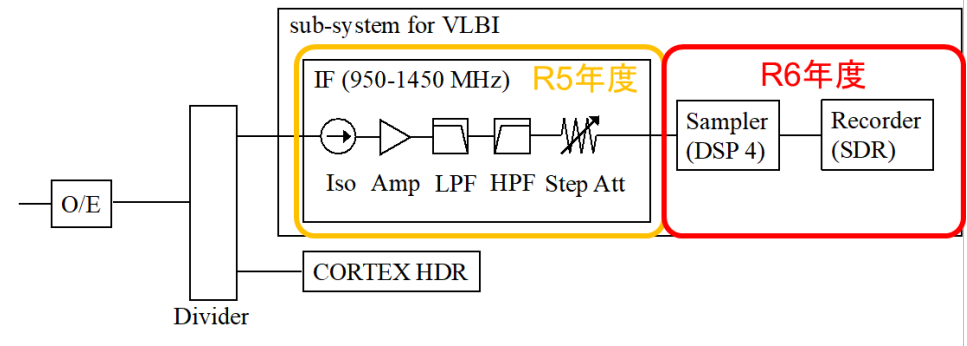 sub-system for VLBI
IF (950-1450 MHz)
R5年度
R6年度
Iso
Amp
LPF
HPF
Step Att
Sampler
(DSP 4)
Recorder
(SDR)
O/E
CORTEX HDR
Divider